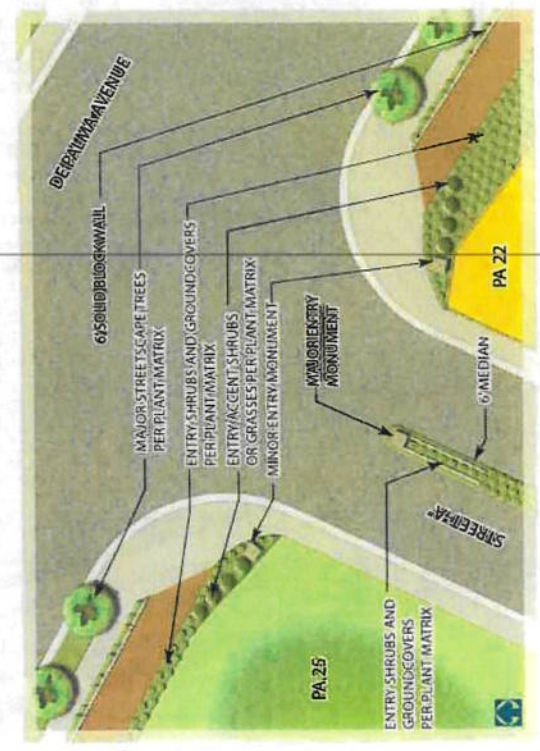 DE PALMA AVENUE
6' SOLID BLOCK WALL
MAJOR STREETSCAPE TREES
PER PLANT MATRIX
ENTRY SHRUBS AND GROUNDCOVERS
PER PLANT MATRIX
ENTRY ACCENT SHRUBS
OR GRASSES PER PLANT MATRIX
MINOR ENTRY MONUMENT
MAJOR ENTRY
MONUMENT
PA 22
6' MEDIAN
STREET "A"
PA 25
ENTRY SHRUBS AND
GROUNDCOVERS
PER PLANT MATRIX